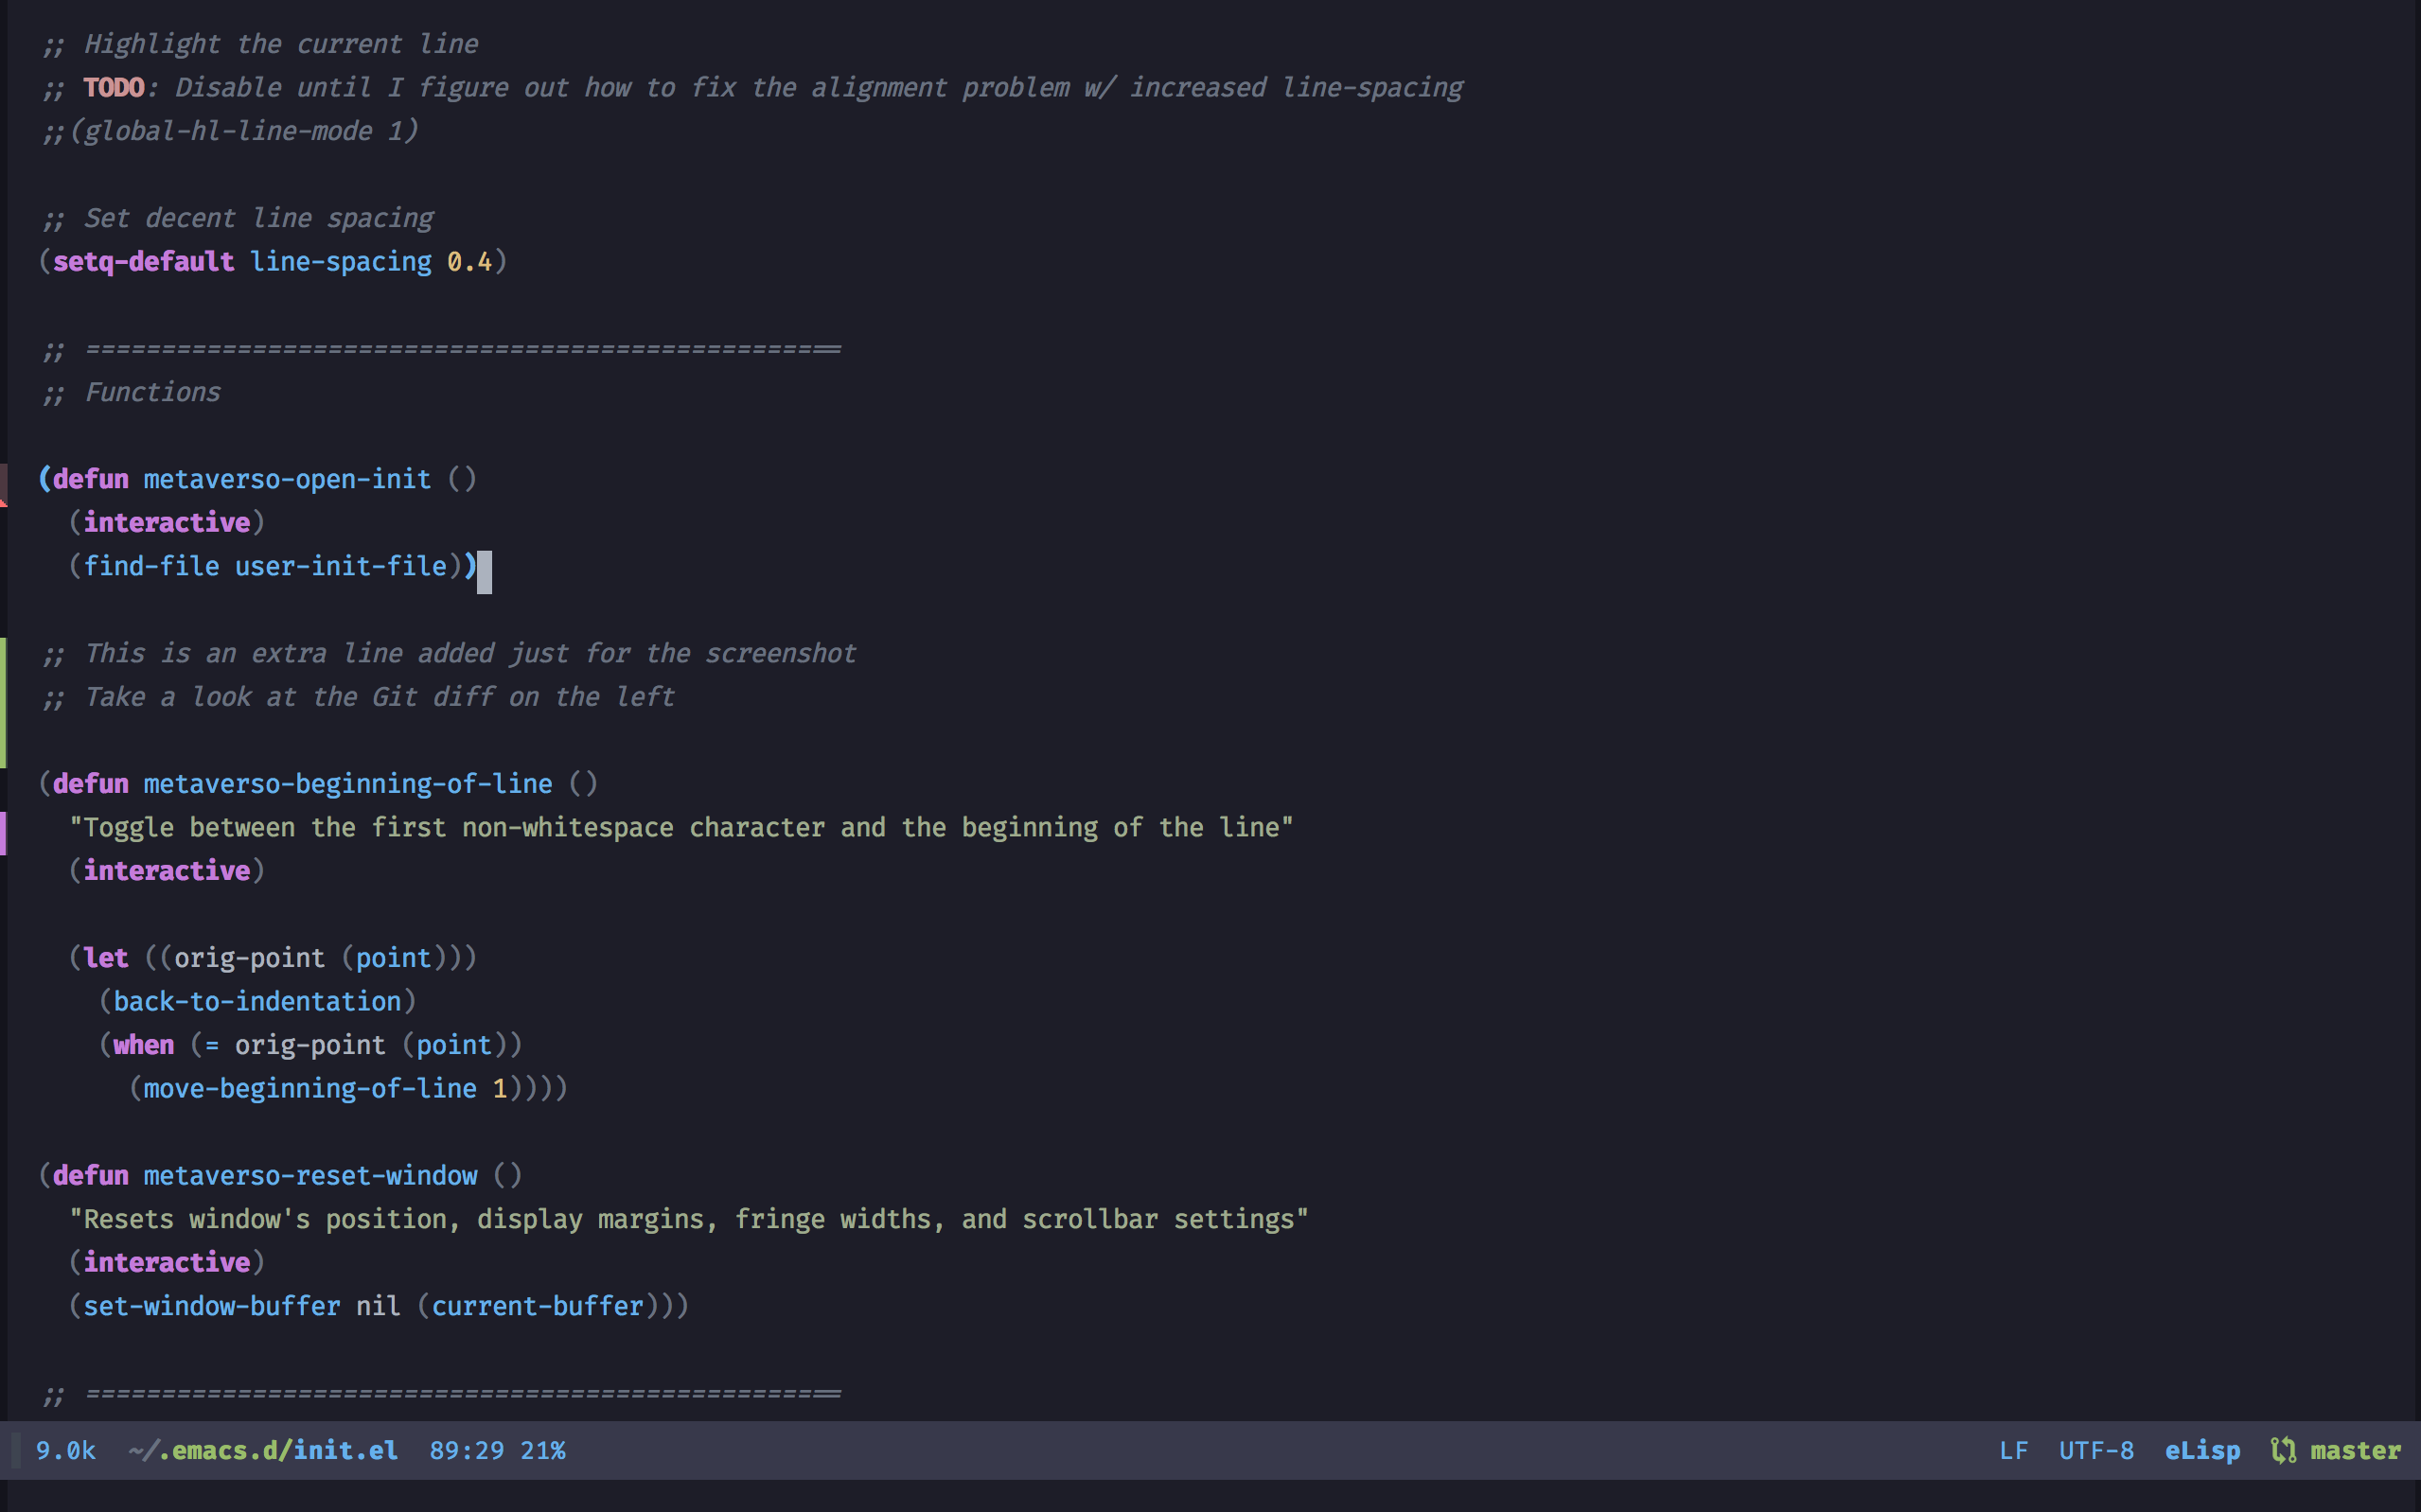 ;; Highlight the current line
;; TODO: Disable until I figure out how to fix the alignment problem w/ increased line-spacing
;;(global-hl-line-mode 1)
;; Set decent line spacing
(setq-default line-spacing 0.4)
;; ==================================================
;; Functions
(defun metaverso-open-init ()
  (interactive)
  (find-file user-init-file))
;; This is an extra line added just for the screenshot
;; Take a look at the Git diff on the left
(defun metaverso-beginning-of-line ()
  "Toggle between the first non-whitespace character and the beginning of the line"
  (interactive)
  (let ((orig-point (point)))
    (back-to-indentation)
    (when (= orig-point (point))
      (move-beginning-of-line 1))))
(defun metaverso-reset-window ()
  "Resets window's position, display margins, fringe widths, and scrollbar settings"
  (interactive)
  (set-window-buffer nil (current-buffer)))
;; ==================================================
9.0k ~/.emacs.d/init.el 89:29 21% LF UTF-8 eLisp master